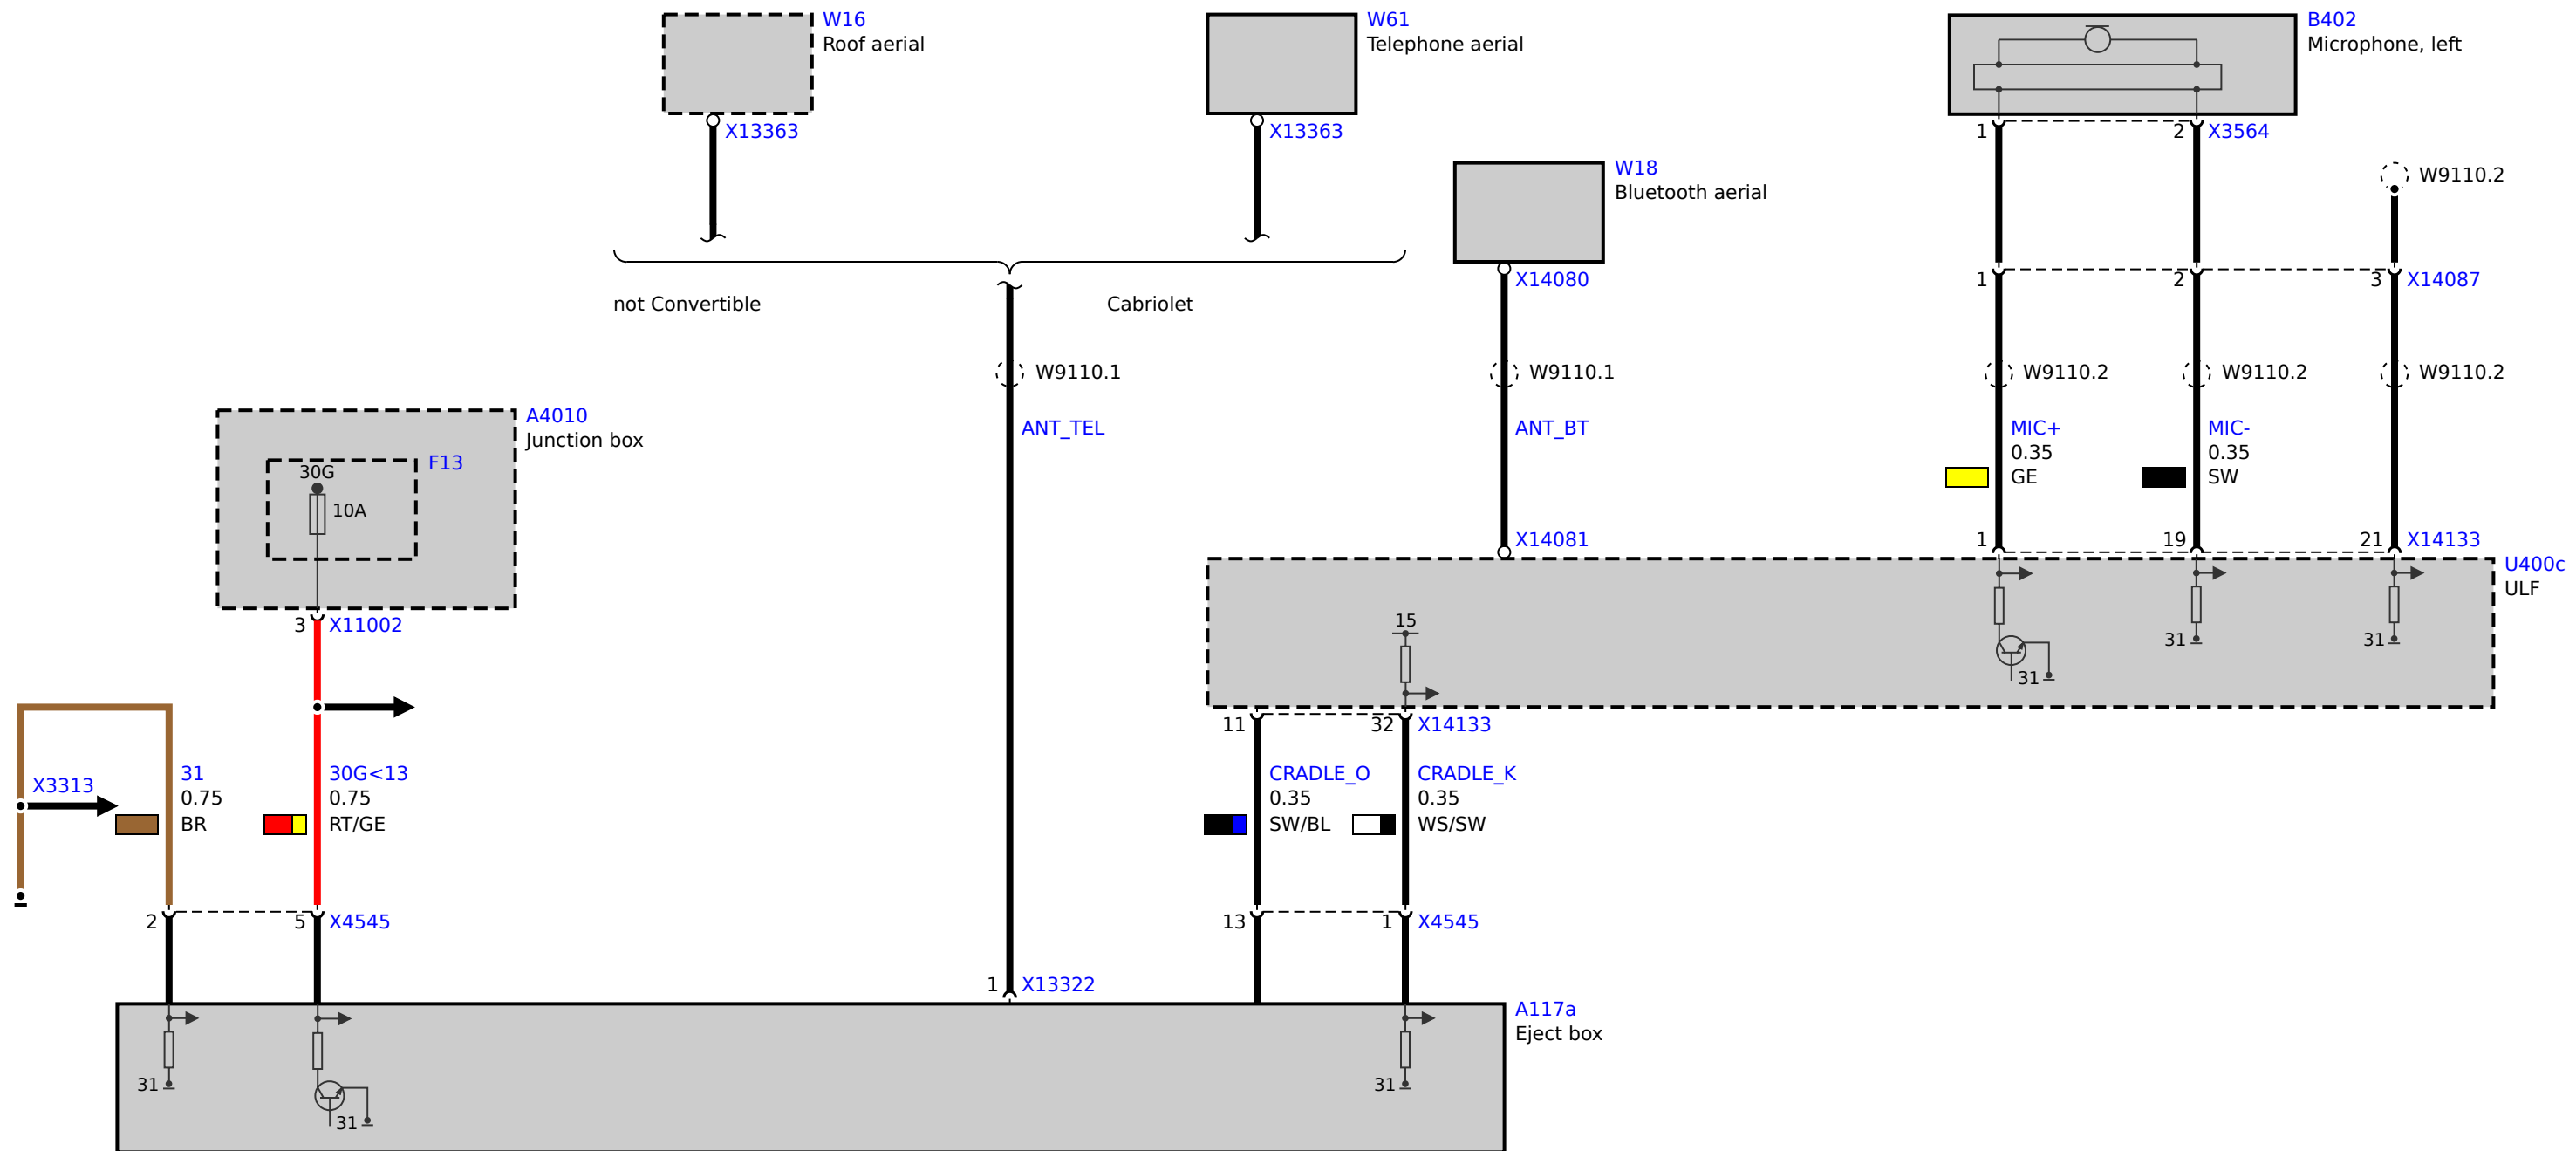 W16
Roof aerial
W61
Telephone aerial
B402
Microphone, left
X13363
X13363
1
2
X3564
W18
Bluetooth aerial
W9110.2
X14080
1
2
3
X14087
not Convertible
Cabriolet
W9110.1
W9110.1
W9110.2
W9110.2
W9110.2
A4010
Junction box
ANT_TEL
ANT_BT
MIC+
0.35
GE
MIC-
0.35
SW
F13
30G
10A
X14081
1
19
21
X14133
U400c
ULF
3
X11002
15
31
31
31
11
32
X14133
X3313
31
0.75
BR
30G<13
0.75
RT/GE
CRADLE_O
0.35
SW/BL
CRADLE_K
0.35
WS/SW
2
5
X4545
13
1
X4545
1
X13322
A117a
Eject box
31
31
31